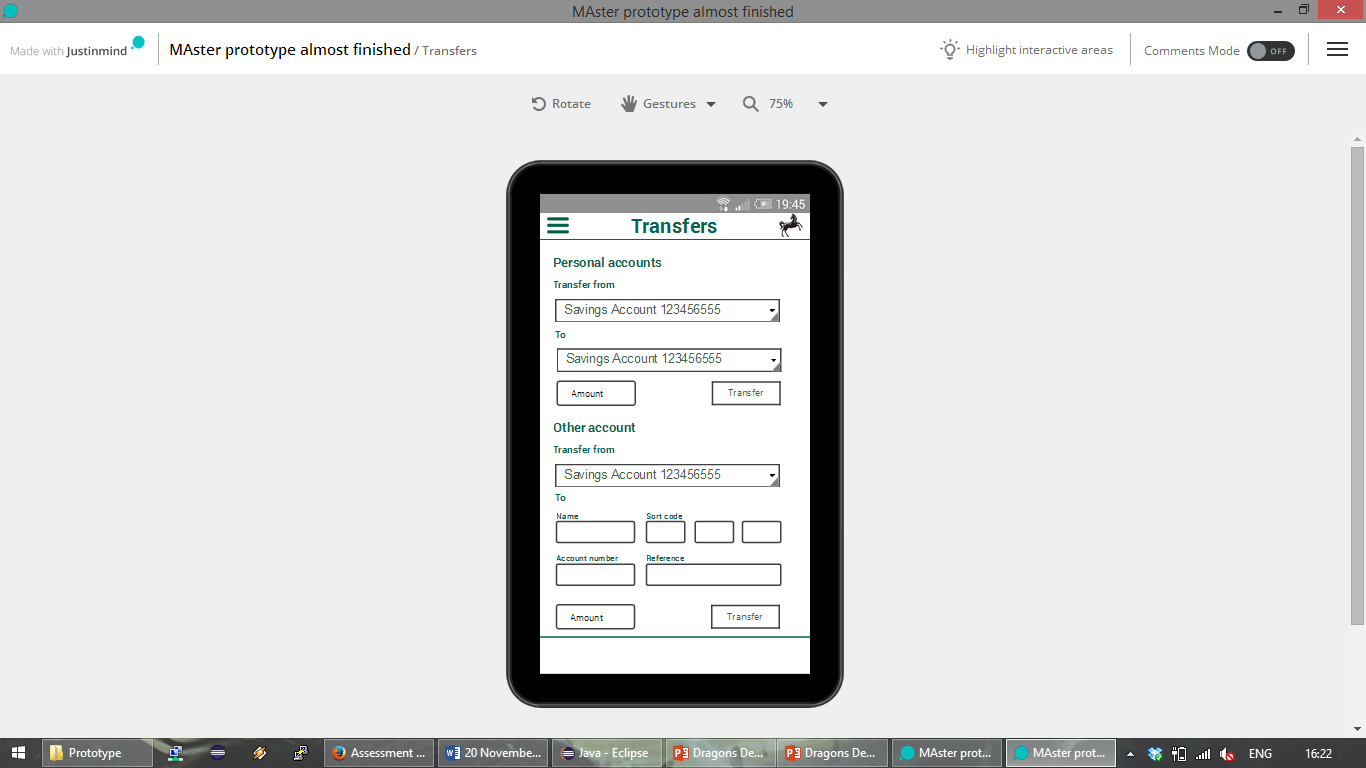 MAster prototype almost finished
Made with Justinmind
MAster prototype almost finished / Transfers
Highlight interactive areas
Comments Mode OFF
Rotate Gestures 75%
19:45
Transfers
Personal accounts
Transfer from
Savings Account 123456555
To
Savings Account 123456555
Amount Transfer
Other account
Transfer from
Savings Account 123456555
To
Name Sort code
Account number Reference
Amount Transfer
Prototype Assessment ... 20 Novembe... Java - Eclipse Dragons De... Dragons De... MAster prot... MAster prot... ENG 16:22